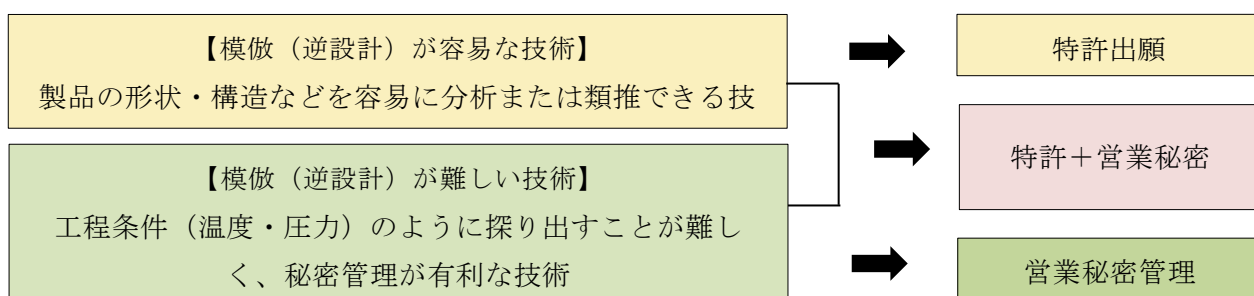 【模倣（逆設計）が容易な技術】
製品の形状・構造などを容易に分析または類推できる技
【模倣（逆設計）が難しい技術】
工程条件（温度・圧力）のように探り出すことが難し
く、秘密管理が有利な技術
特許出願
特許＋営業秘密
営業秘密管理